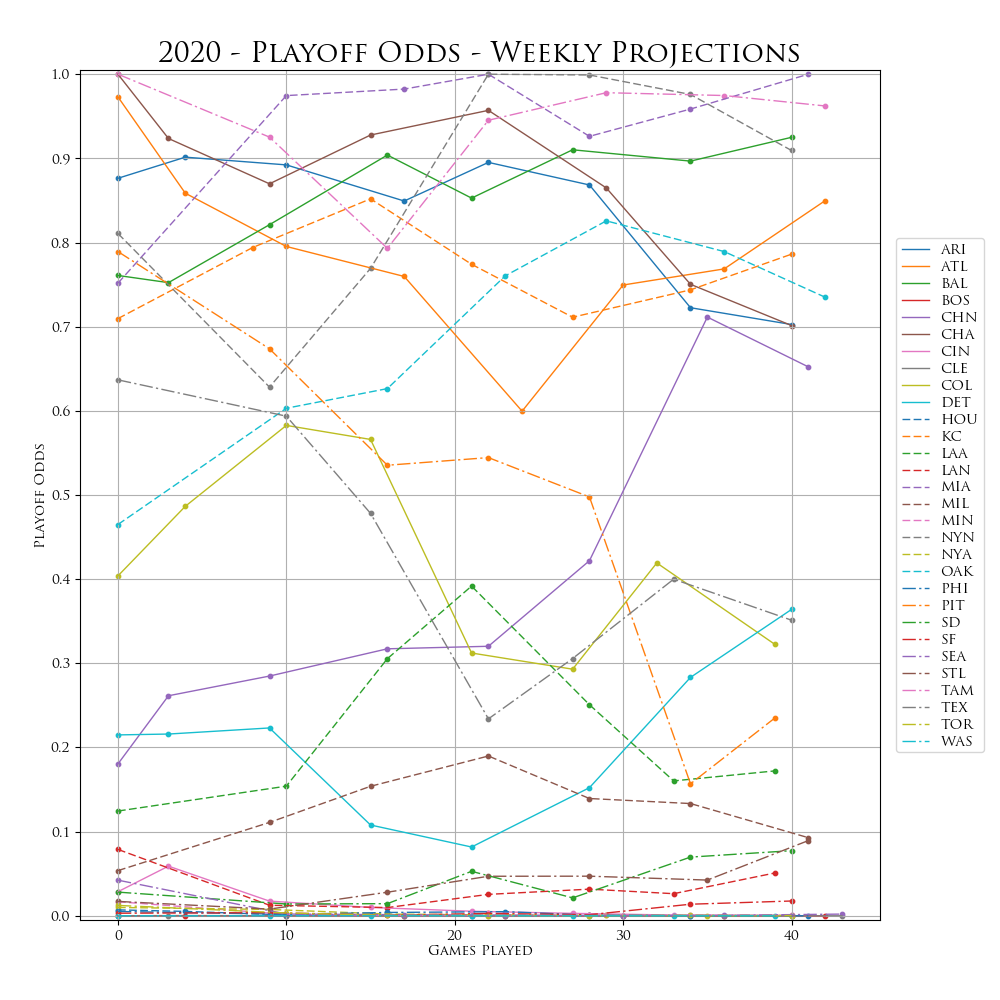 2020 - Playoff Odds - Weekly Projections
1.0
0.9
0.8
0.7
0.6
0.5
0.4
0.3
0.2
0.1
0.0
Playoff Odds
0 10 20 30 40
Games Played
ARI
ATL
BAL
BOS
CHN
CHA
CIN
CLE
COL
DET
HOU
KC
LAA
LAN
MIA
MIL
MIN
NYN
NYA
OAK
PHI
PIT
SD
SF
SEA
STL
TAM
TEX
TOR
WAS